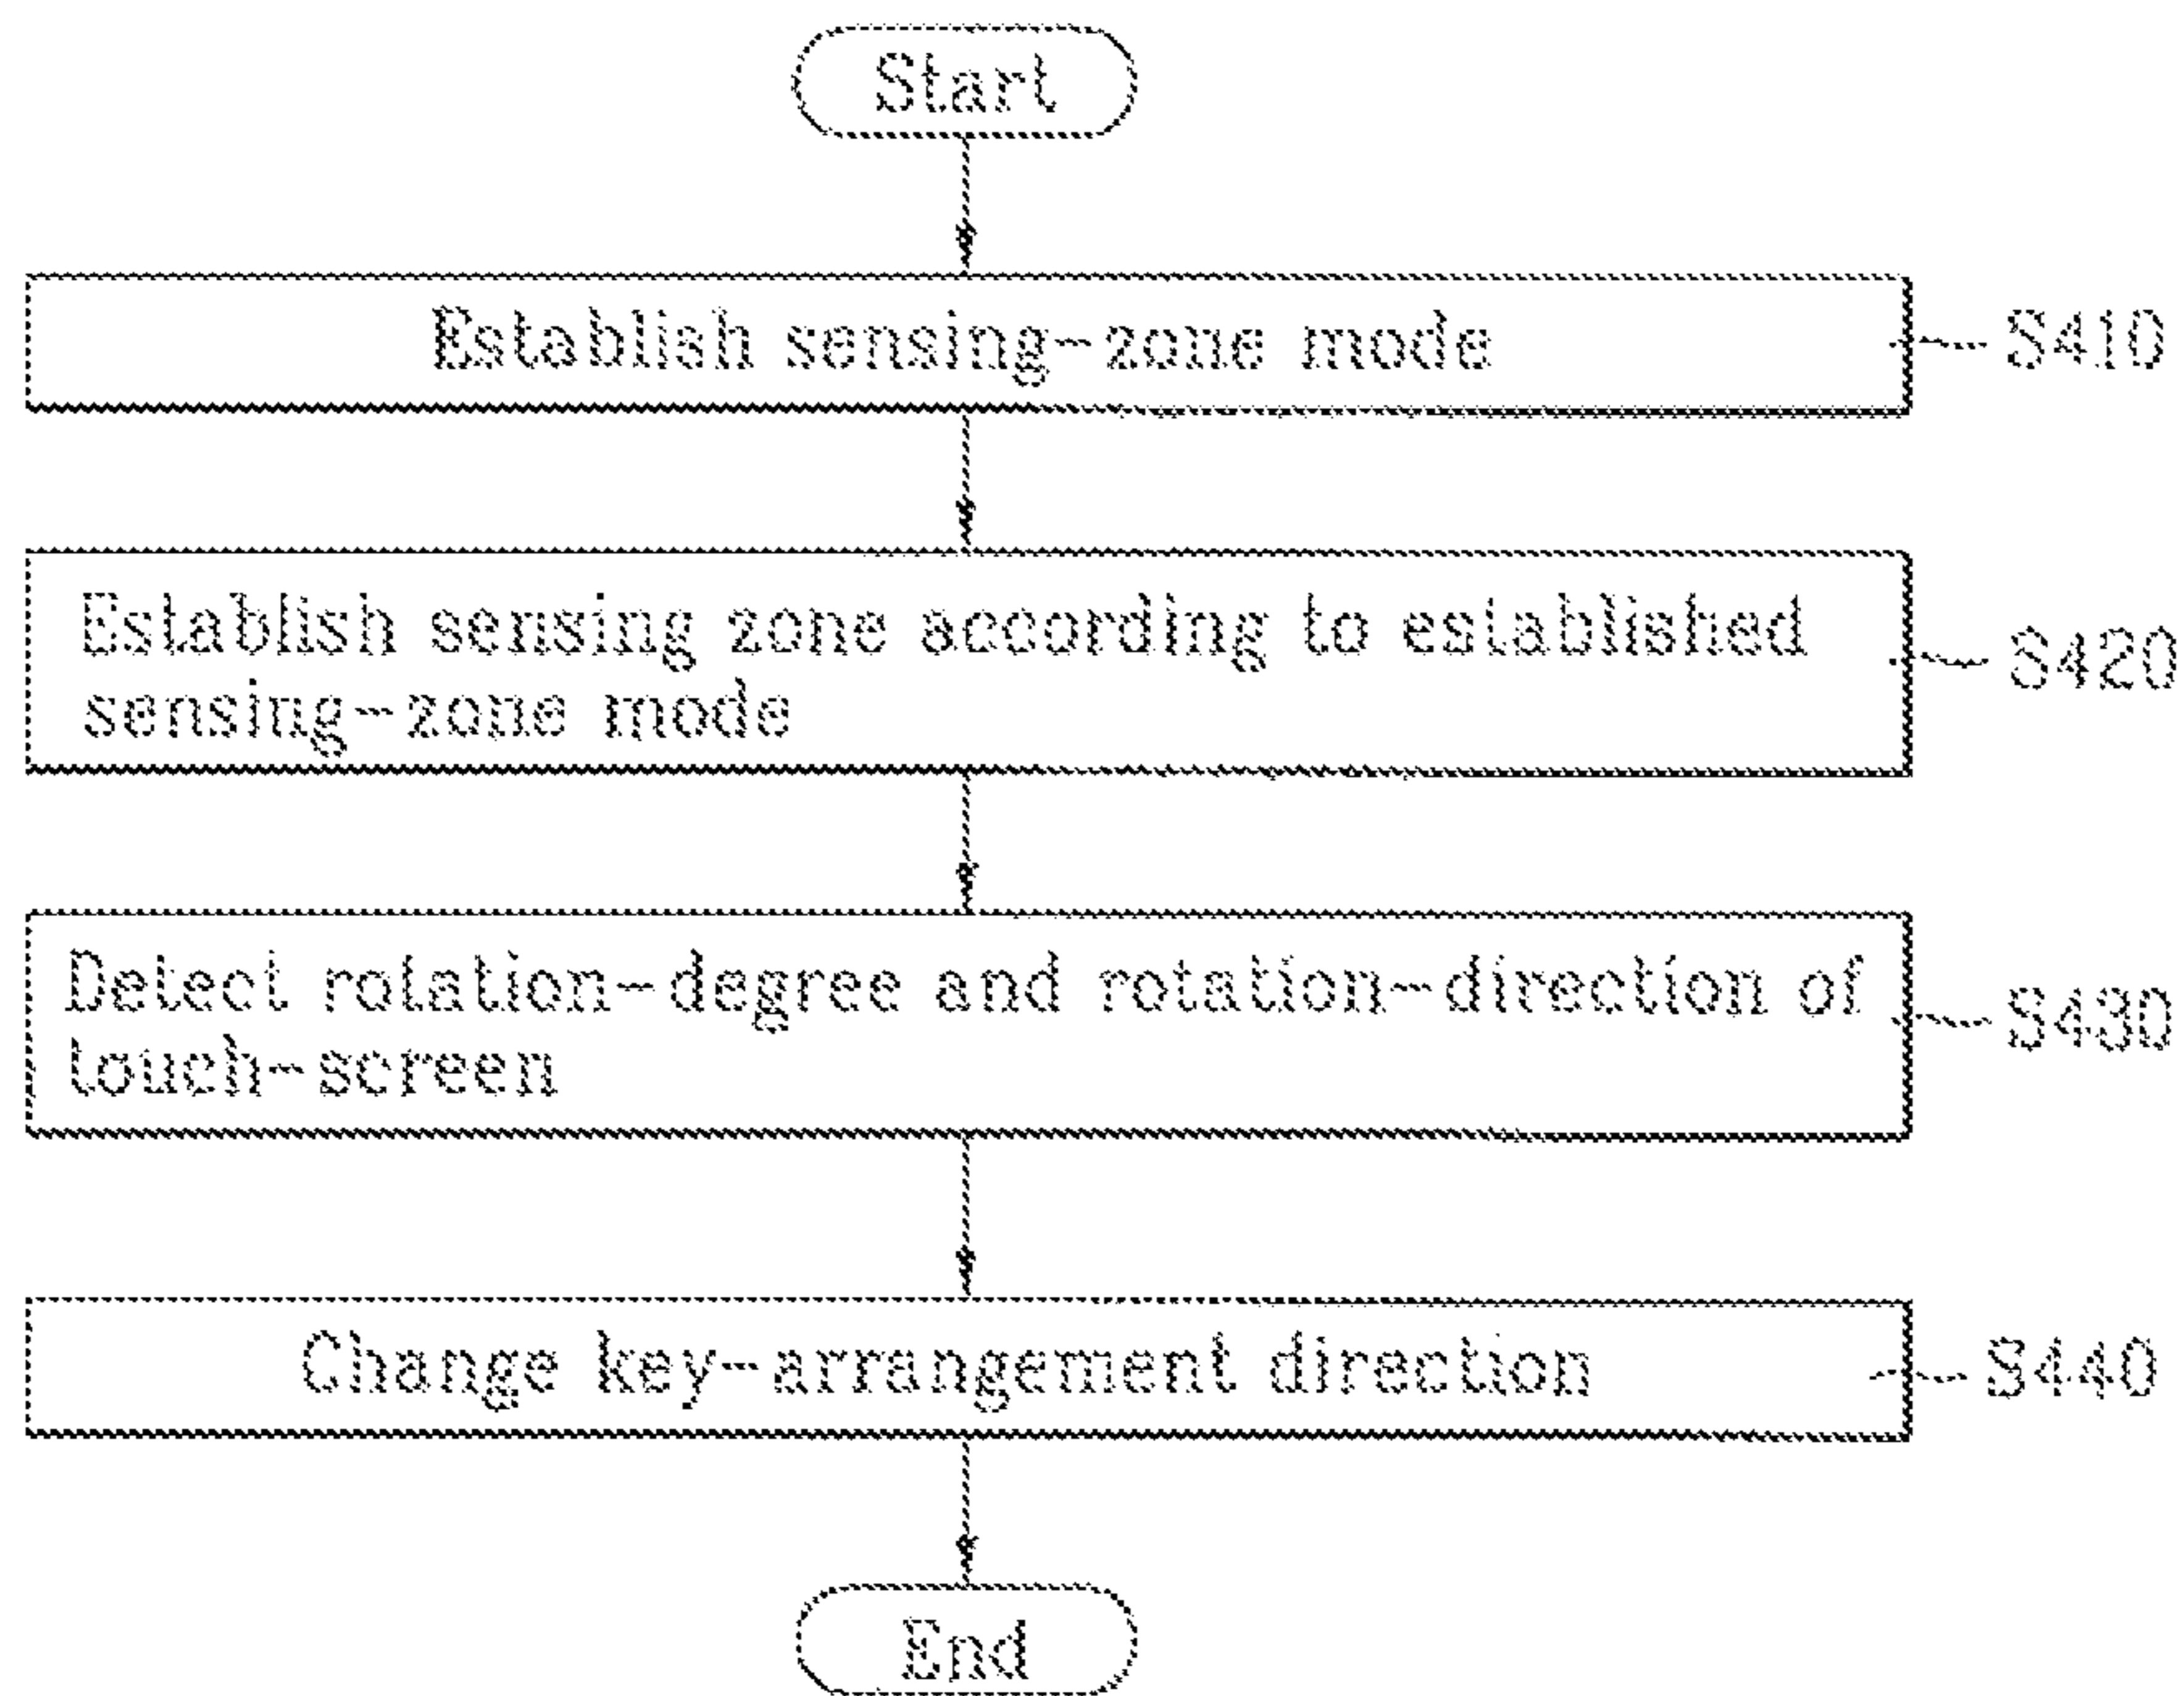 Start
Establish sensing-zone mode
S410
Establish sensing zone according to established
sensing-zone mode
S420
Detect rotation-degree and rotation-direction of
touch-screen
S430
Change key-arrangement direction
S440
End